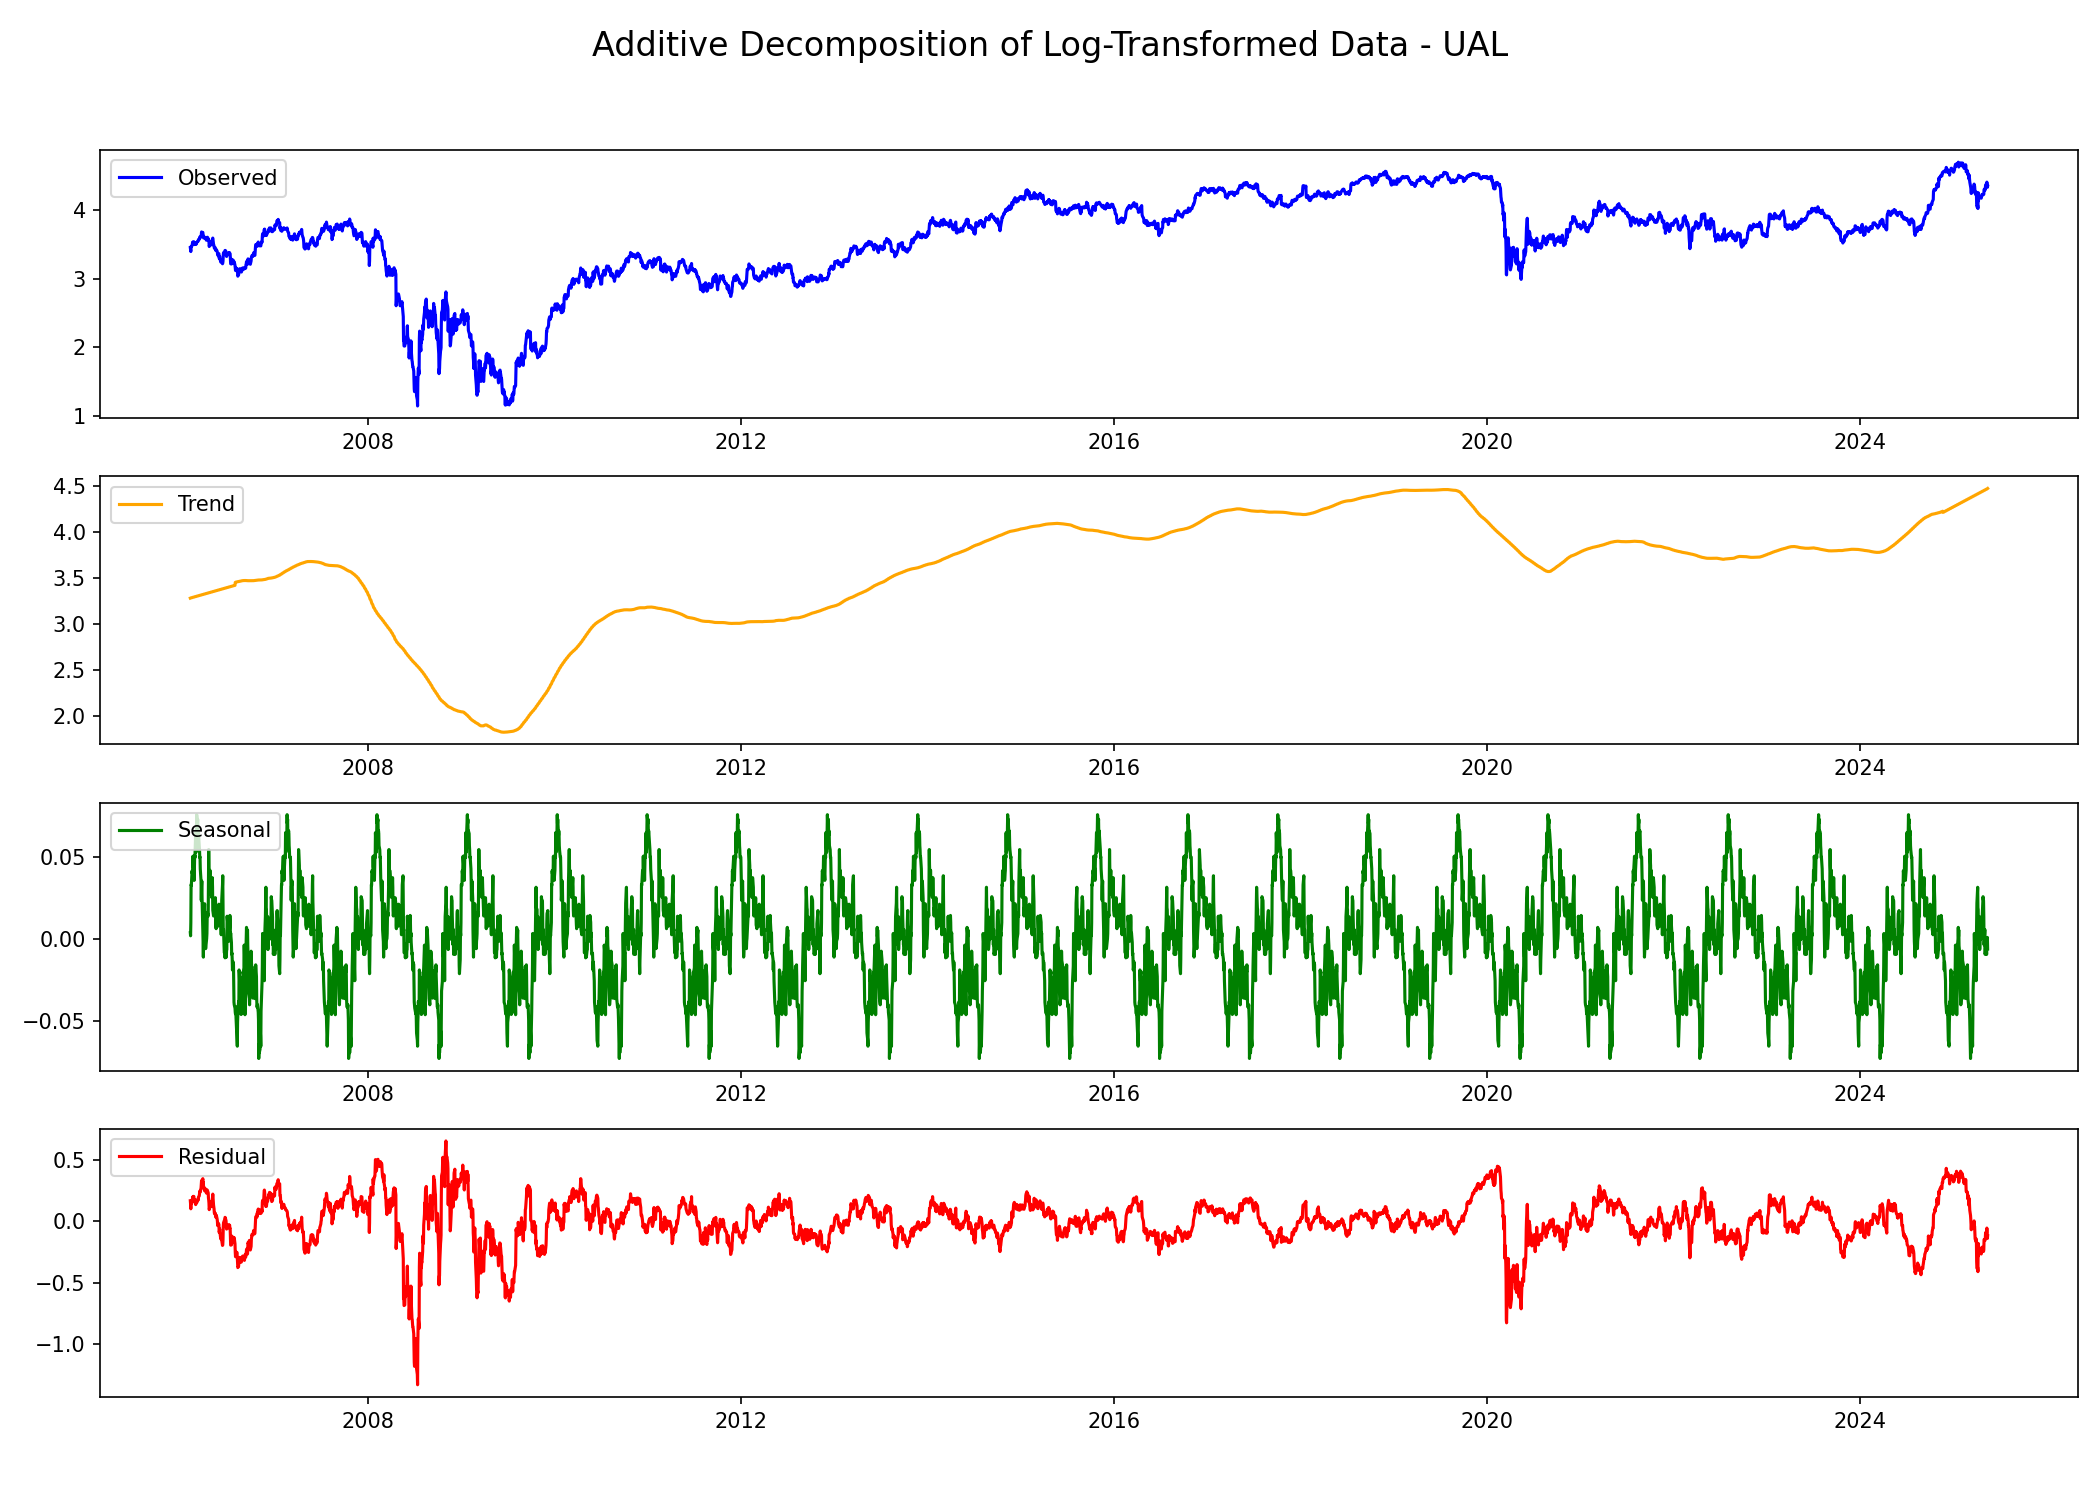 Additive Decomposition of Log-Transformed Data - UAL
Observed
4
3
2
1
2008 2012 2016 2020 2024
Trend
4.5
4.0
3.5
3.0
2.5
2.0
2008 2012 2016 2020 2024
Seasonal
0.05
0.00
−0.05
2008 2012 2016 2020 2024
Residual
0.5
0.0
−0.5
−1.0
2008 2012 2016 2020 2024